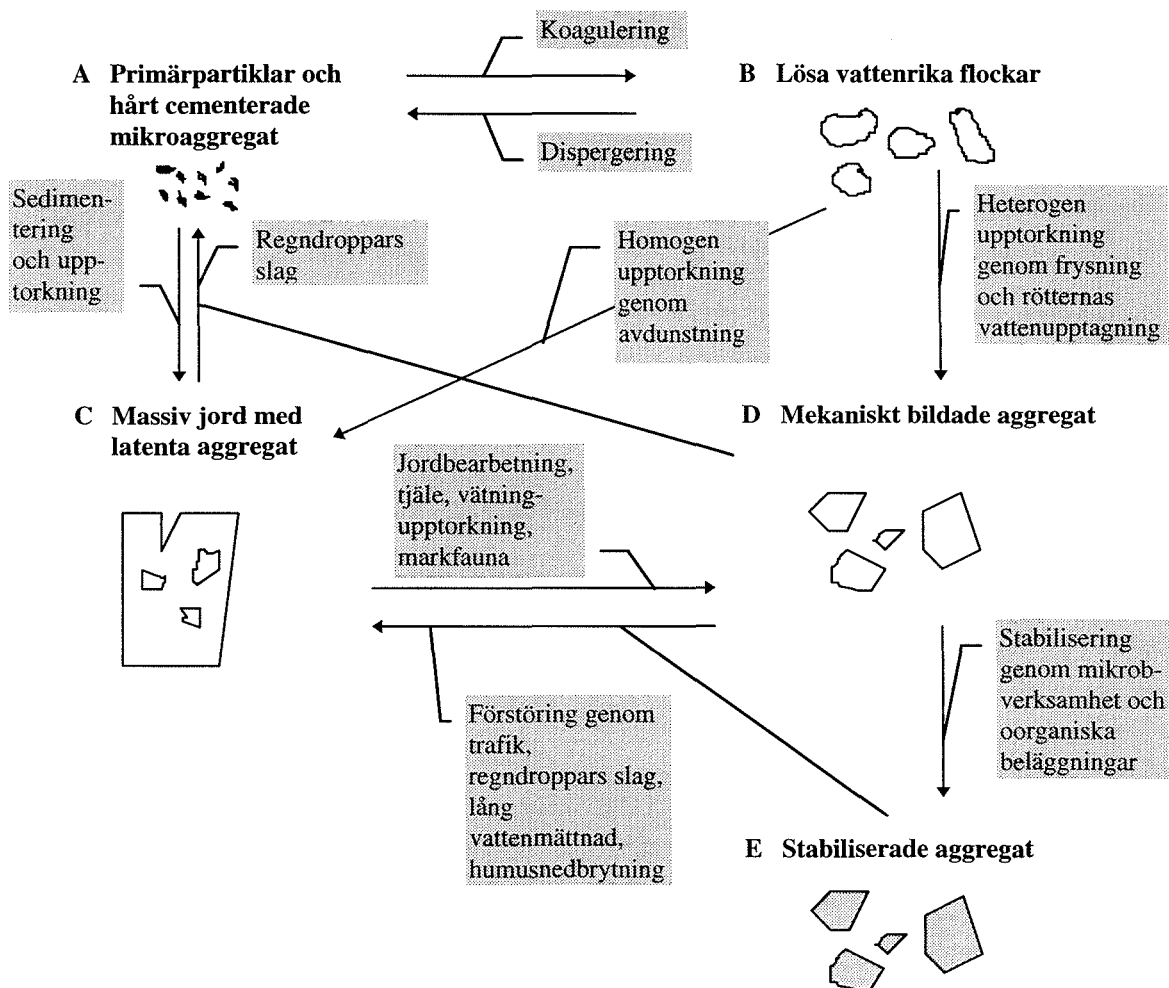 Koagulering
A Primärpartiklar och
hårt cementerade
mikroaggregat
B Lösa vattenrika flockar
Dispergering
Sedimen-
tering
och upp-
torkning
Regndroppars
slag
Homogen
upptorkning
genom
avdunstning
Heterogen
upptorkning
genom frysning
och rötternas
vattenupptagning
C Massiv jord med
latenta aggregat
D Mekaniskt bildade aggregat
Jordbearbetning,
tjäle, vätning-
upptorkning,
markfauna
Stabilisering
genom mikrob-
verksamhet och
oorganiska
beläggningar
Förstöring genom
trafik,
regndroppars slag,
lång
vattenmättnad,
humusnedbrytning
E Stabiliserade aggregat